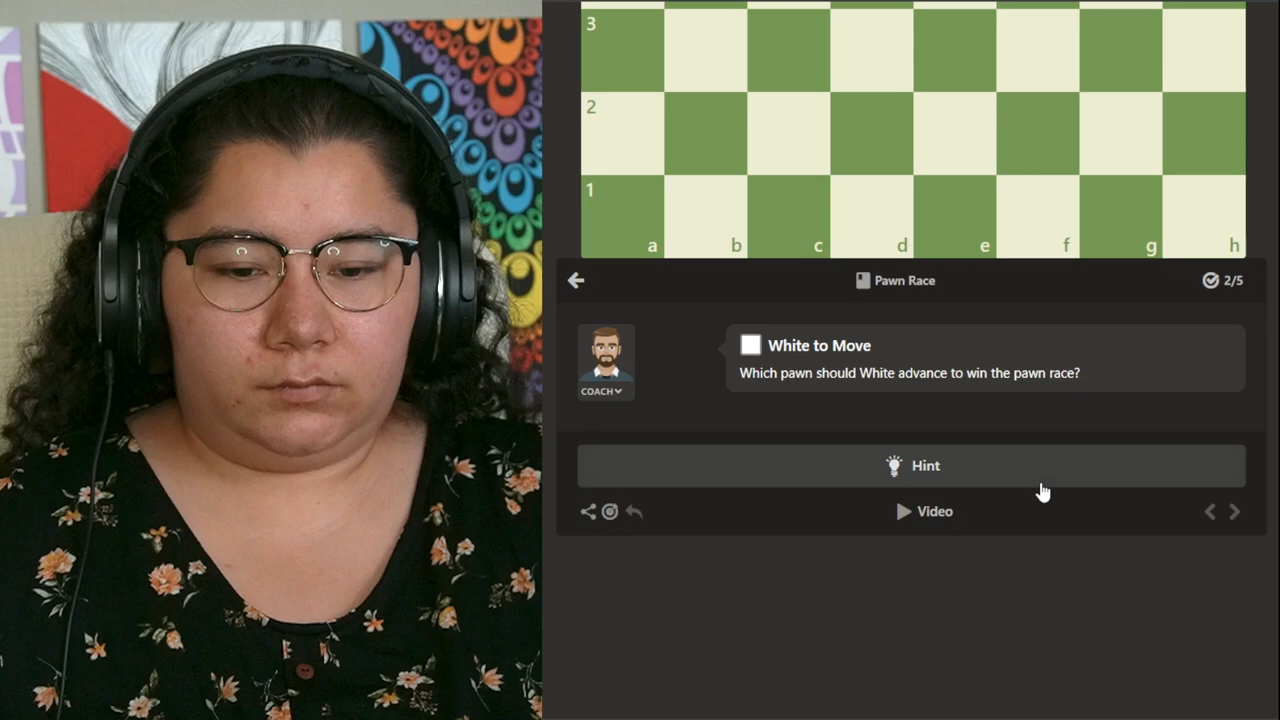 3
2
1
a b c d e f g h
Pawn Race
2/5
White to Move
Which pawn should White advance to win the pawn race?
COACH
Hint
Video